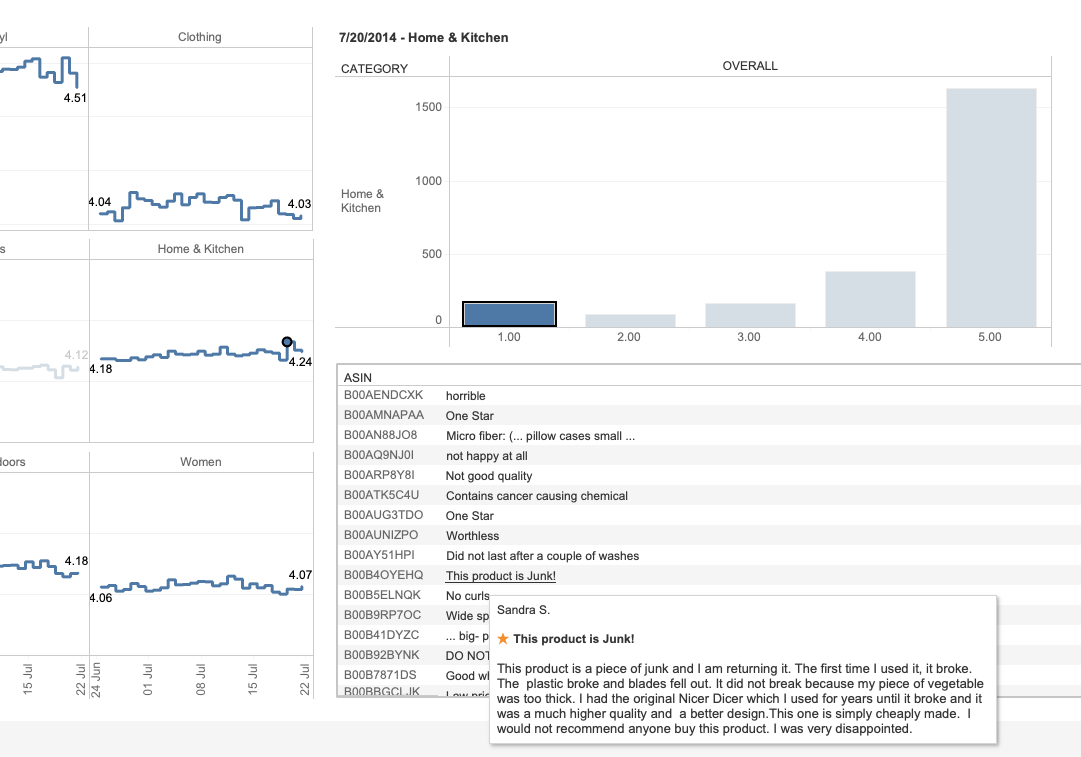 yl
Clothing
4.51
4.04
4.03
s
Home & Kitchen
4.12
4.18
4.24
doors
Women
4.18
4.06
4.07
15 Jul
22 Jul
24 Jun
01 Jul
08 Jul
15 Jul
22 Jul
7/20/2014 - Home & Kitchen
CATEGORY
OVERALL
1500
1000
Home &
Kitchen
500
0
1.00 2.00 3.00 4.00 5.00
ASIN
B00AENDCXK horrible
B00AMNAPAA One Star
B00AN88JO8 Micro fiber: (... pillow cases small ...
B00AQ9NJ0I not happy at all
B00ARP8Y8I Not good quality
B00ATK5C4U Contains cancer causing chemical
B00AUG3TDO One Star
B00AUNIZPO Worthless
B00AY51HPI Did not last after a couple of washes
B00B4OYEHQ This product is Junk!
B00B5ELNQK No curls
B00B9RP7OC Wide sp
B00B41DYZC ... big- p
B00B92BYNK DO NOT
B00B7871DS Good wh
B00BBGCLJK Low pri
Sandra S.
This product is Junk!
This product is a piece of junk and I am returning it. The first time I used it, it broke.
The plastic broke and blades fell out. It did not break because my piece of vegetable
was too thick. I had the original Nicer Dicer which I used for years until it broke and it
was a much higher quality and a better design.This one is simply cheaply made. I
would not recommend anyone buy this product. I was very disappointed.